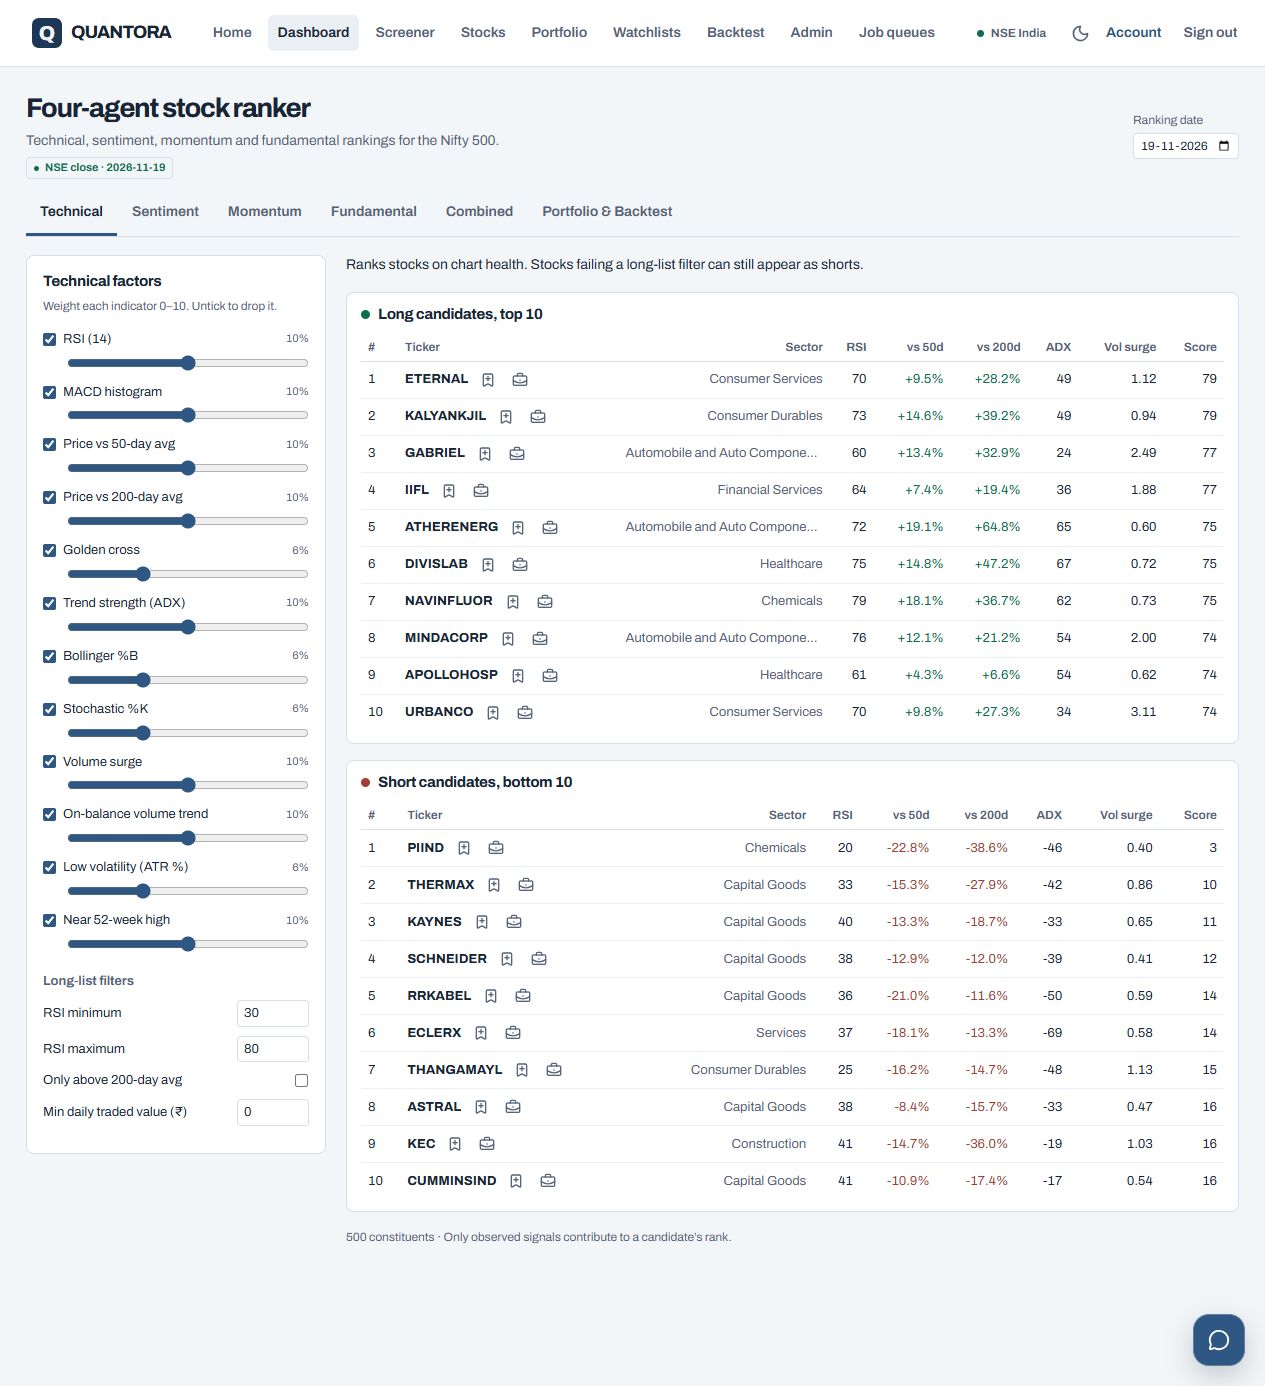 Q QUANTORA Home Dashboard Screener Stocks Portfolio Watchlists Backtest Admin Job queues NSE India Account Sign out
Four-agent stock ranker
Technical, sentiment, momentum and fundamental rankings for the Nifty 500.
NSE close · 2026-11-19
Ranking date
19-11-2026
Technical Sentiment Momentum Fundamental Combined Portfolio & Backtest
Technical factors
Weight each indicator 0–10. Untick to drop it.
RSI (14) 10%
MACD histogram 10%
Price vs 50-day avg 10%
Price vs 200-day avg 10%
Golden cross 6%
Trend strength (ADX) 10%
Bollinger %B 6%
Stochastic %K 6%
Volume surge 10%
On-balance volume trend 10%
Low volatility (ATR %) 6%
Near 52-week high 10%
Long-list filters
RSI minimum 30
RSI maximum 80
Only above 200-day avg
Min daily traded value (₹) 0
Ranks stocks on chart health. Stocks failing a long-list filter can still appear as shorts.
Long candidates, top 10
# Ticker Sector RSI vs 50d vs 200d ADX Vol surge Score
1 ETERNAL Consumer Services 70 +9.5% +28.2% 49 1.12 79
2 KALYANKJIL Consumer Durables 73 +14.6% +39.2% 49 0.94 79
3 GABRIEL Automobile and Auto Compone... 60 +13.4% +32.9% 24 2.49 77
4 IIFL Financial Services 64 +7.4% +19.4% 36 1.88 77
5 ATHERENERG Automobile and Auto Compone... 72 +19.1% +64.8% 65 0.60 75
6 DIVISLAB Healthcare 75 +14.8% +47.2% 67 0.72 75
7 NAVINFLUOR Chemicals 79 +18.1% +36.7% 62 0.73 75
8 MINDACORP Automobile and Auto Compone... 76 +12.1% +21.2% 54 2.00 74
9 APOLLOHOSP Healthcare 61 +4.3% +6.6% 54 0.62 74
10 URBANCO Consumer Services 70 +9.8% +27.3% 34 3.11 74
Short candidates, bottom 10
# Ticker Sector RSI vs 50d vs 200d ADX Vol surge Score
1 PIIND Chemicals 20 -22.8% -38.6% -46 0.40 3
2 THERMAX Capital Goods 33 -15.3% -27.9% -42 0.86 10
3 KAYNES Capital Goods 40 -13.3% -18.7% -33 0.65 11
4 SCHNEIDER Capital Goods 38 -12.9% -12.0% -39 0.41 12
5 RRKABEL Capital Goods 36 -21.0% -11.6% -50 0.59 14
6 ECLERX Services 37 -18.1% -13.3% -69 0.58 14
7 THANGAMAYL Consumer Durables 25 -16.2% -14.7% -48 1.13 15
8 ASTRAL Capital Goods 38 -8.4% -15.7% -33 0.47 16
9 KEC Construction 41 -14.7% -36.0% -19 1.03 16
10 CUMMINSIND Capital Goods 41 -10.9% -17.4% -17 0.54 16
500 constituents · Only observed signals contribute to a candidate's rank.